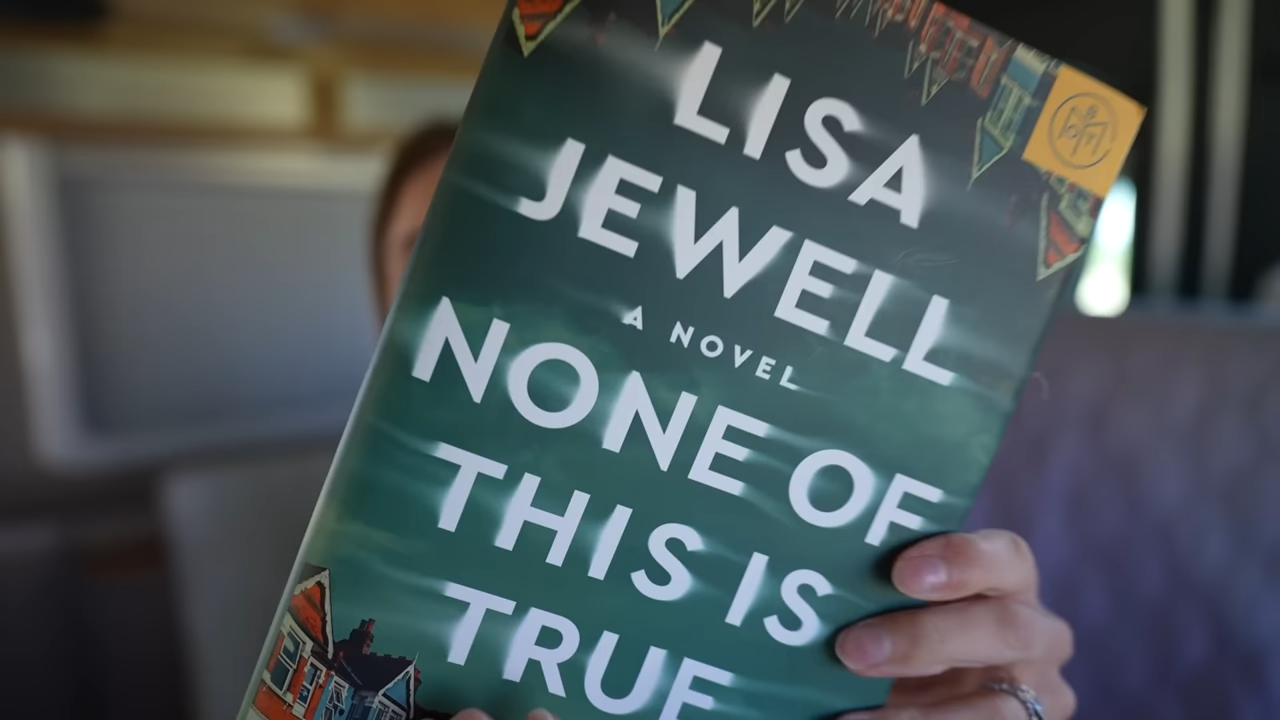 LISA
JEWELL
A NOVEL
NONE OF
THIS IS
TRUE